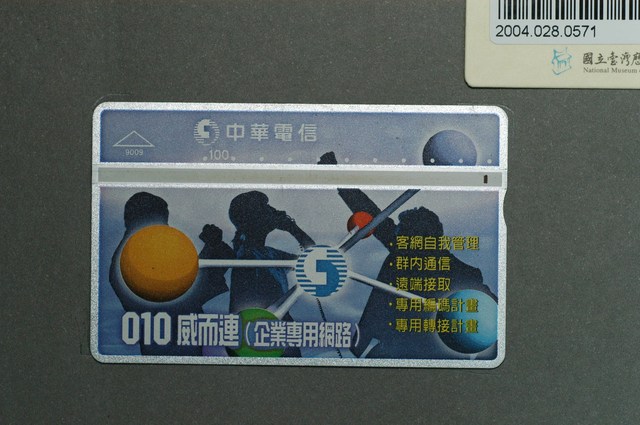 2004.028.0571
國立臺灣歷
National Museum
中華電信
9009
100
・客網自我管理
・群內通信
・遠端接取
・專用編碼計畫
・專用轉接計畫
010 威而連（企業專用網路）